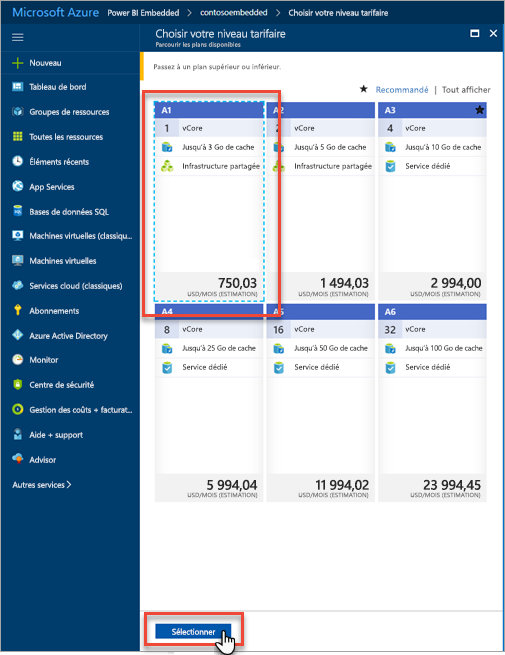 Microsoft Azure Power BI Embedded > contosoembedded > Choisissez votre niveau tarifaire
Choisir votre niveau tarifaire
Parcourir les plans disponibles
Nouveau
Tableau de bord
Groupes de ressources
Toutes les ressources
Éléments récents
App Services
Bases de données SQL
Machines virtuelles (classiqu...
Machines virtuelles
Services cloud (classiques)
Abonnements
Azure Active Directory
Monitor
Centre de sécurité
Gestion des coûts + facturat...
Aide + support
Advisor
Autres services >
Passez à un plan supérieur ou inférieur.
★ Recommandé | Tout afficher
A1
1 vCore
Jusqu'à 3 Go de cache
Infrastructure partagée
750,03
USD/MOIS (ESTIMATION)
A2
2 vCore
Jusqu'à 5 Go de cache
Infrastructure partagée
1 494,03
USD/MOIS (ESTIMATION)
A3 ★
4 vCore
Jusqu'à 10 Go de cache
Service dédié
2 994,00
USD/MOIS (ESTIMATION)
A4
8 vCore
Jusqu'à 25 Go de cache
Service dédié
5 994,04
USD/MOIS (ESTIMATION)
A5
16 vCore
Jusqu'à 50 Go de cache
Service dédié
11 994,02
USD/MOIS (ESTIMATION)
A6
32 vCore
Jusqu'à 100 Go de cache
Service dédié
23 994,45
USD/MOIS (ESTIMATION)
Sélectionner